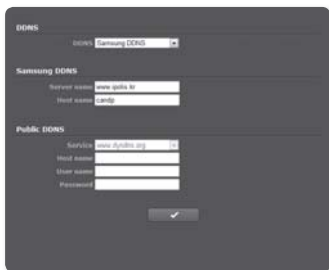 DDNS
DDNS Samsung DDNS
Samsung DDNS
Server name www.ipolis.kr
Host name
Public DDNS
Service www.dyndns.org
Host name
User name
Password